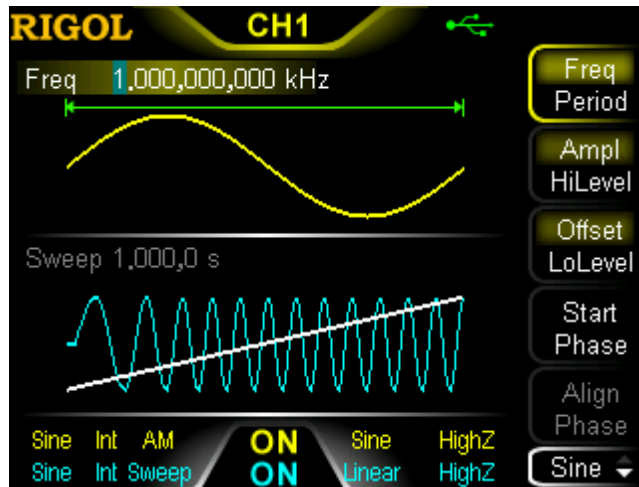 RIGOL CH1
Freq 1.000,000,000 kHz
Sweep 1.000,0 s
Sine Int AM ON Sine HighZ
Sine Int Sweep ON Linear HighZ
Freq
Period
Ampl
HiLevel
Offset
LoLevel
Start
Phase
Align
Phase
Sine